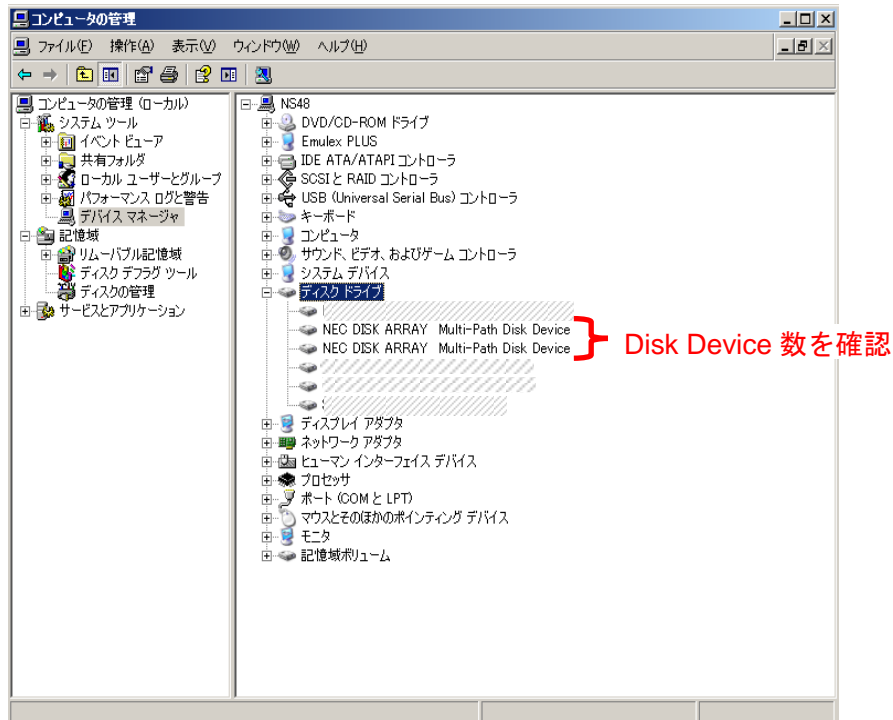 コンピュータの管理
ファイル(F) 操作(A) 表示(V) ウィンドウ(W) ヘルプ(H)
コンピュータの管理 (ローカル)
システム ツール
イベント ビューア
共有フォルダ
ローカル ユーザーとグループ
パフォーマンス ログと警告
デバイス マネージャ
記憶域
リムーバブル記憶域
ディスク デフラグ ツール
ディスクの管理
サービスとアプリケーション
NS48
DVD/CD-ROM ドライブ
Emulex PLUS
IDE ATA/ATAPI コントローラ
SCSI と RAID コントローラ
USB (Universal Serial Bus) コントローラ
キーボード
コンピュータ
サウンド、ビデオ、およびゲーム コントローラ
システム デバイス
ディスク ドライブ
NEC DISK ARRAY Multi-Path Disk Device
NEC DISK ARRAY Multi-Path Disk Device
Disk Device 数を確認
ディスプレイ アダプタ
ネットワーク アダプタ
ヒューマン インターフェイス デバイス
プロセッサ
ポート (COM と LPT)
マウスとそのほかのポインティング デバイス
モニタ
記憶域ボリューム